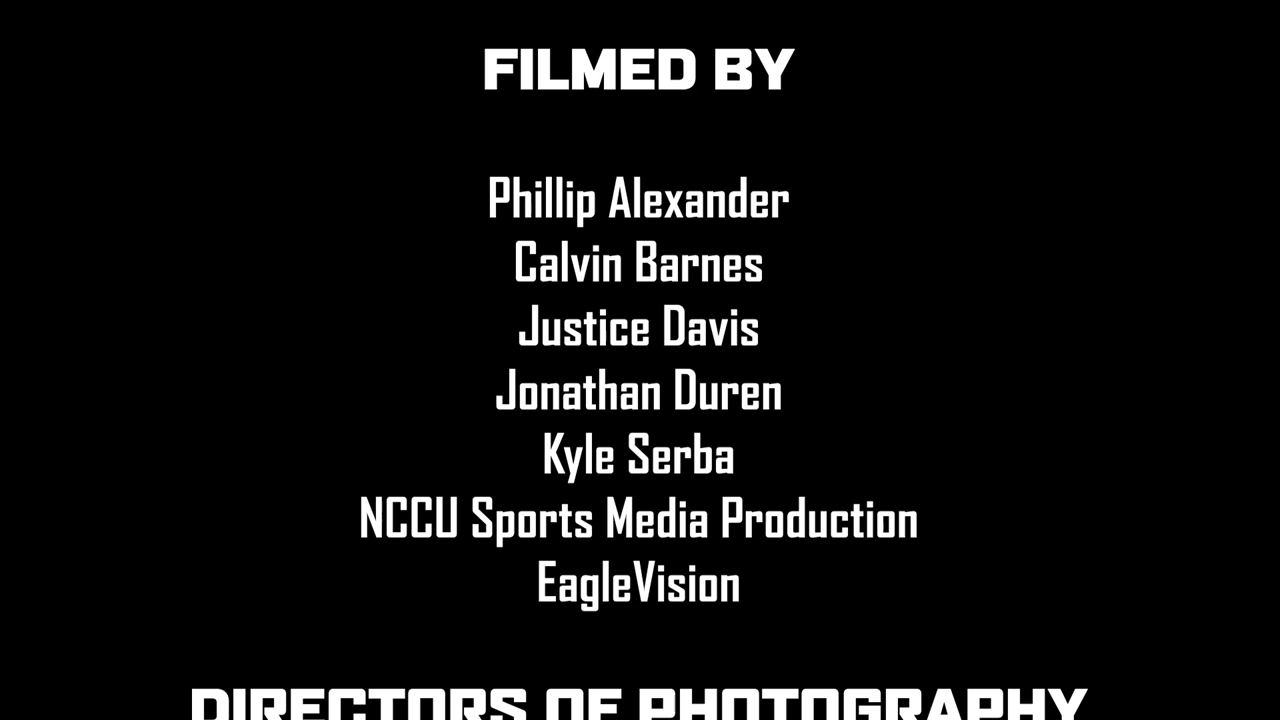 FILMED BY
Phillip Alexander
Calvin Barnes
Justice Davis
Jonathan Duren
Kyle Serba
NCCU Sports Media Production
EagleVision
DIRECTORS OF PHOTOGRAPHY